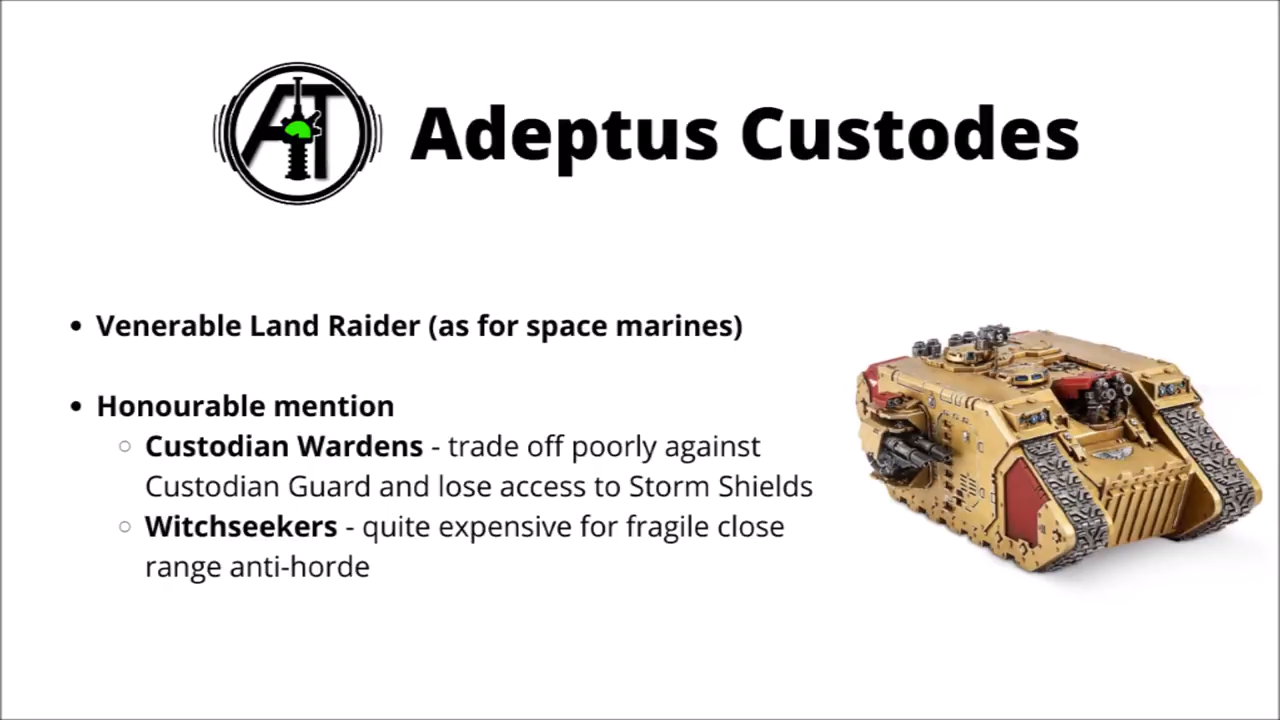 AT
Adeptus Custodes
• Venerable Land Raider (as for space marines)
• Honourable mention
○ Custodian Wardens - trade off poorly against
Custodian Guard and lose access to Storm Shields
○ Witchseekers - quite expensive for fragile close
range anti-horde